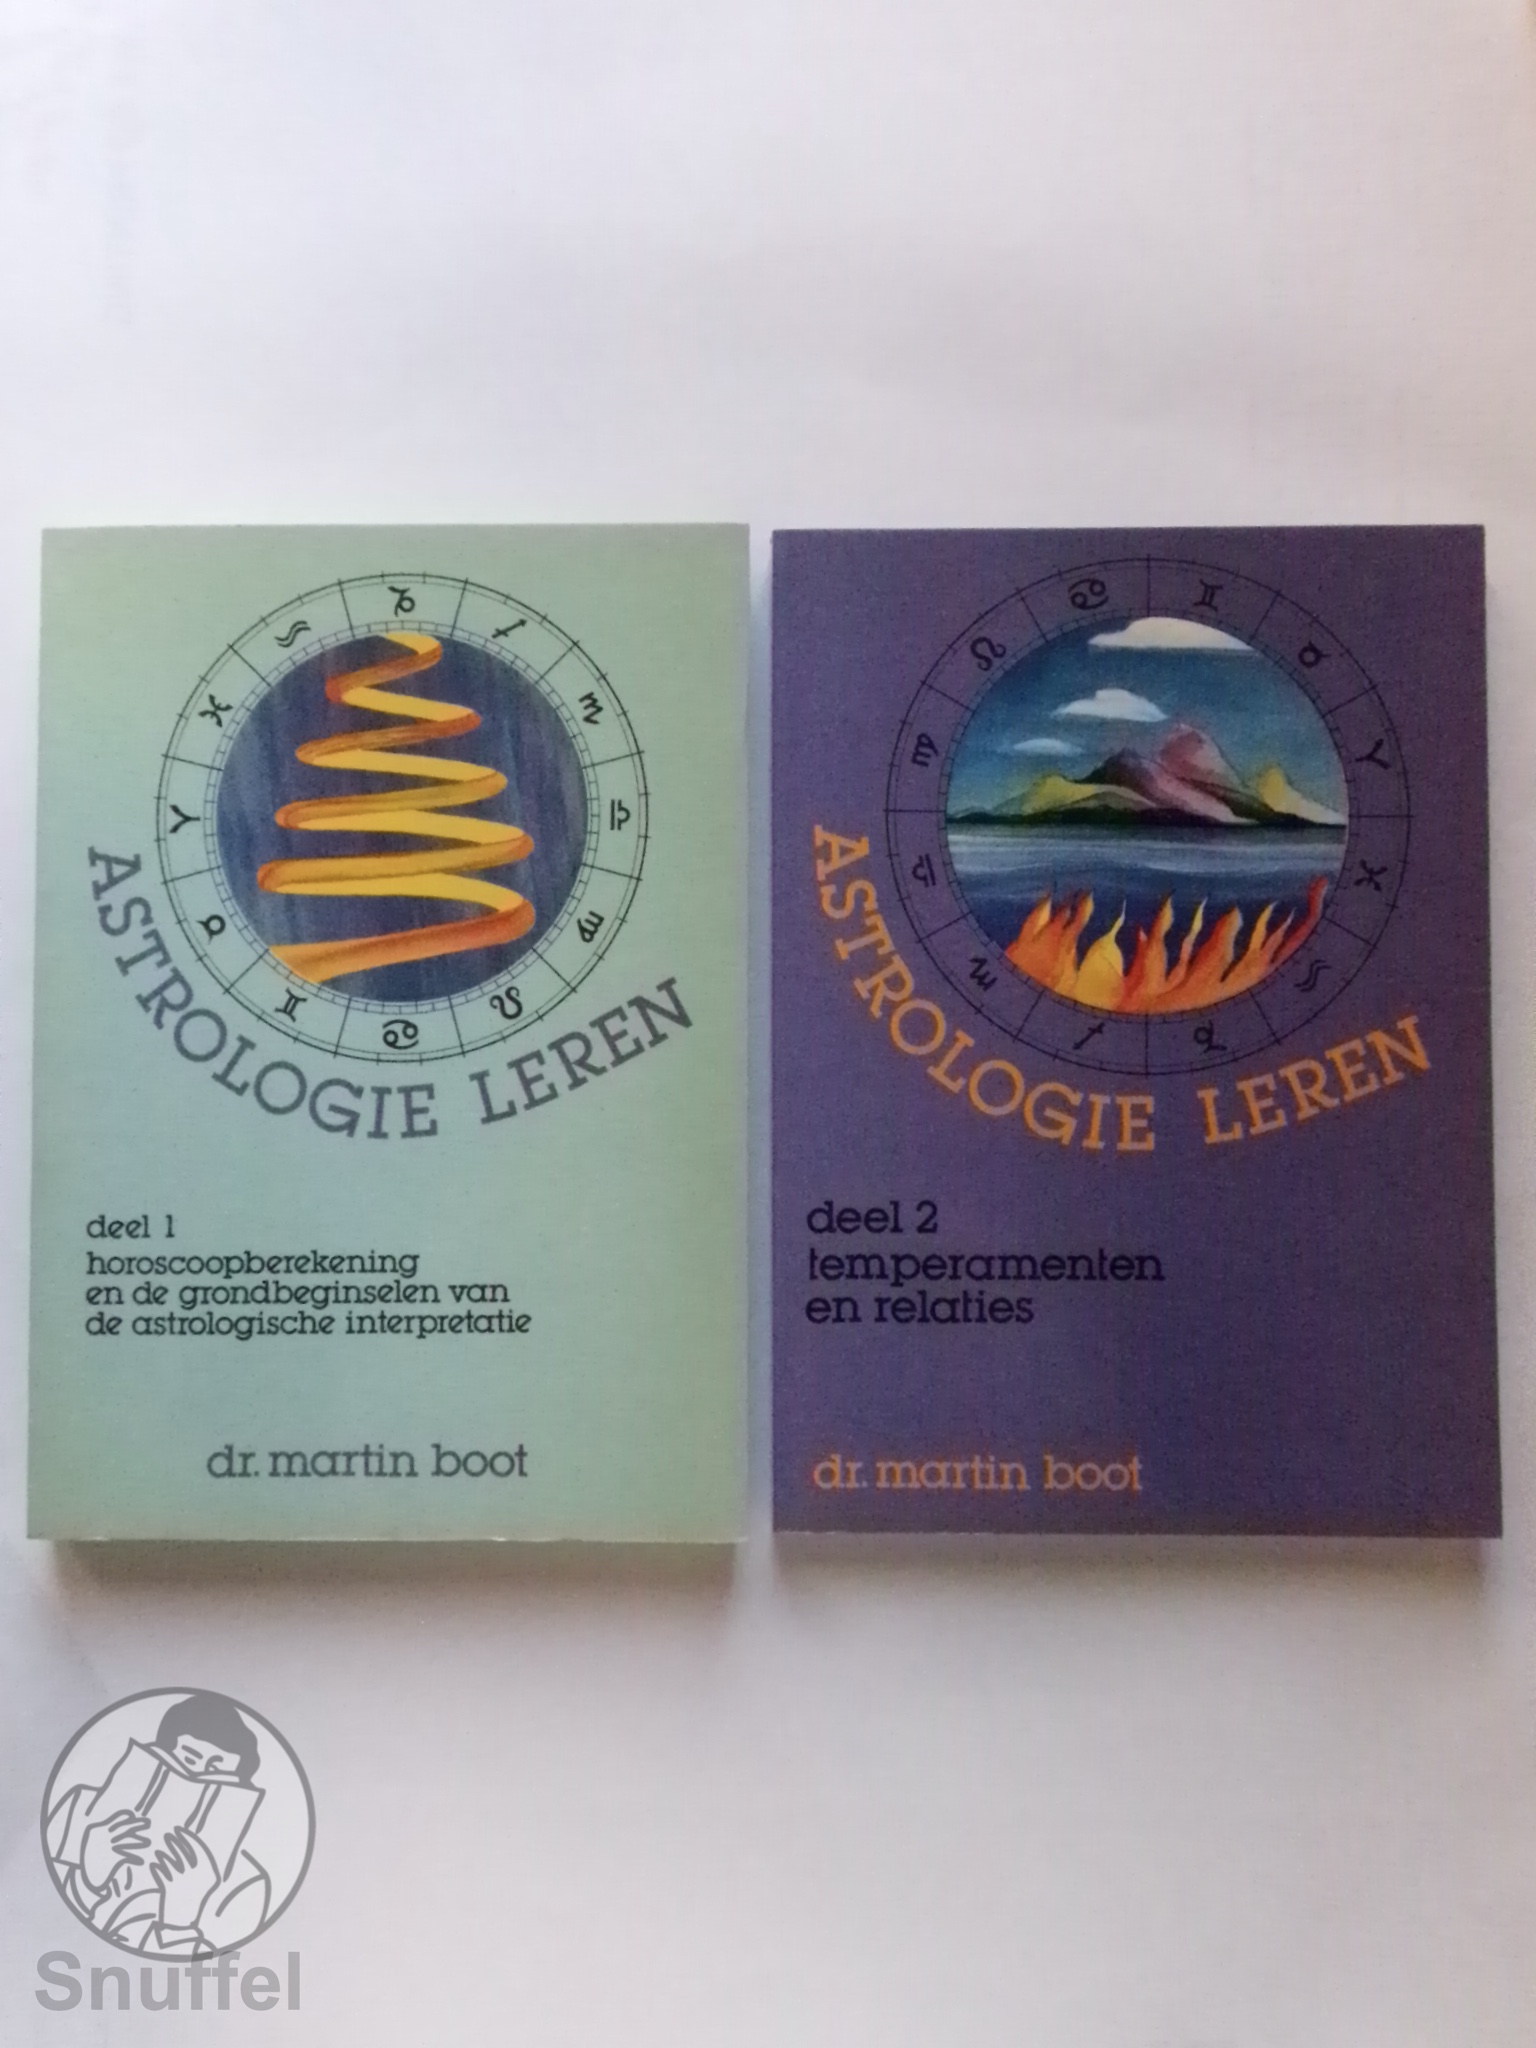 ASTROLOGIE LEREN
deel 1
horoscoopberekening
en de grondbeginselen van
de astrologische interpretatie
dr. martin boot
ASTROLOGIE LEREN
deel 2
temperamenten
en relaties
dr. martin boot
Snuffel